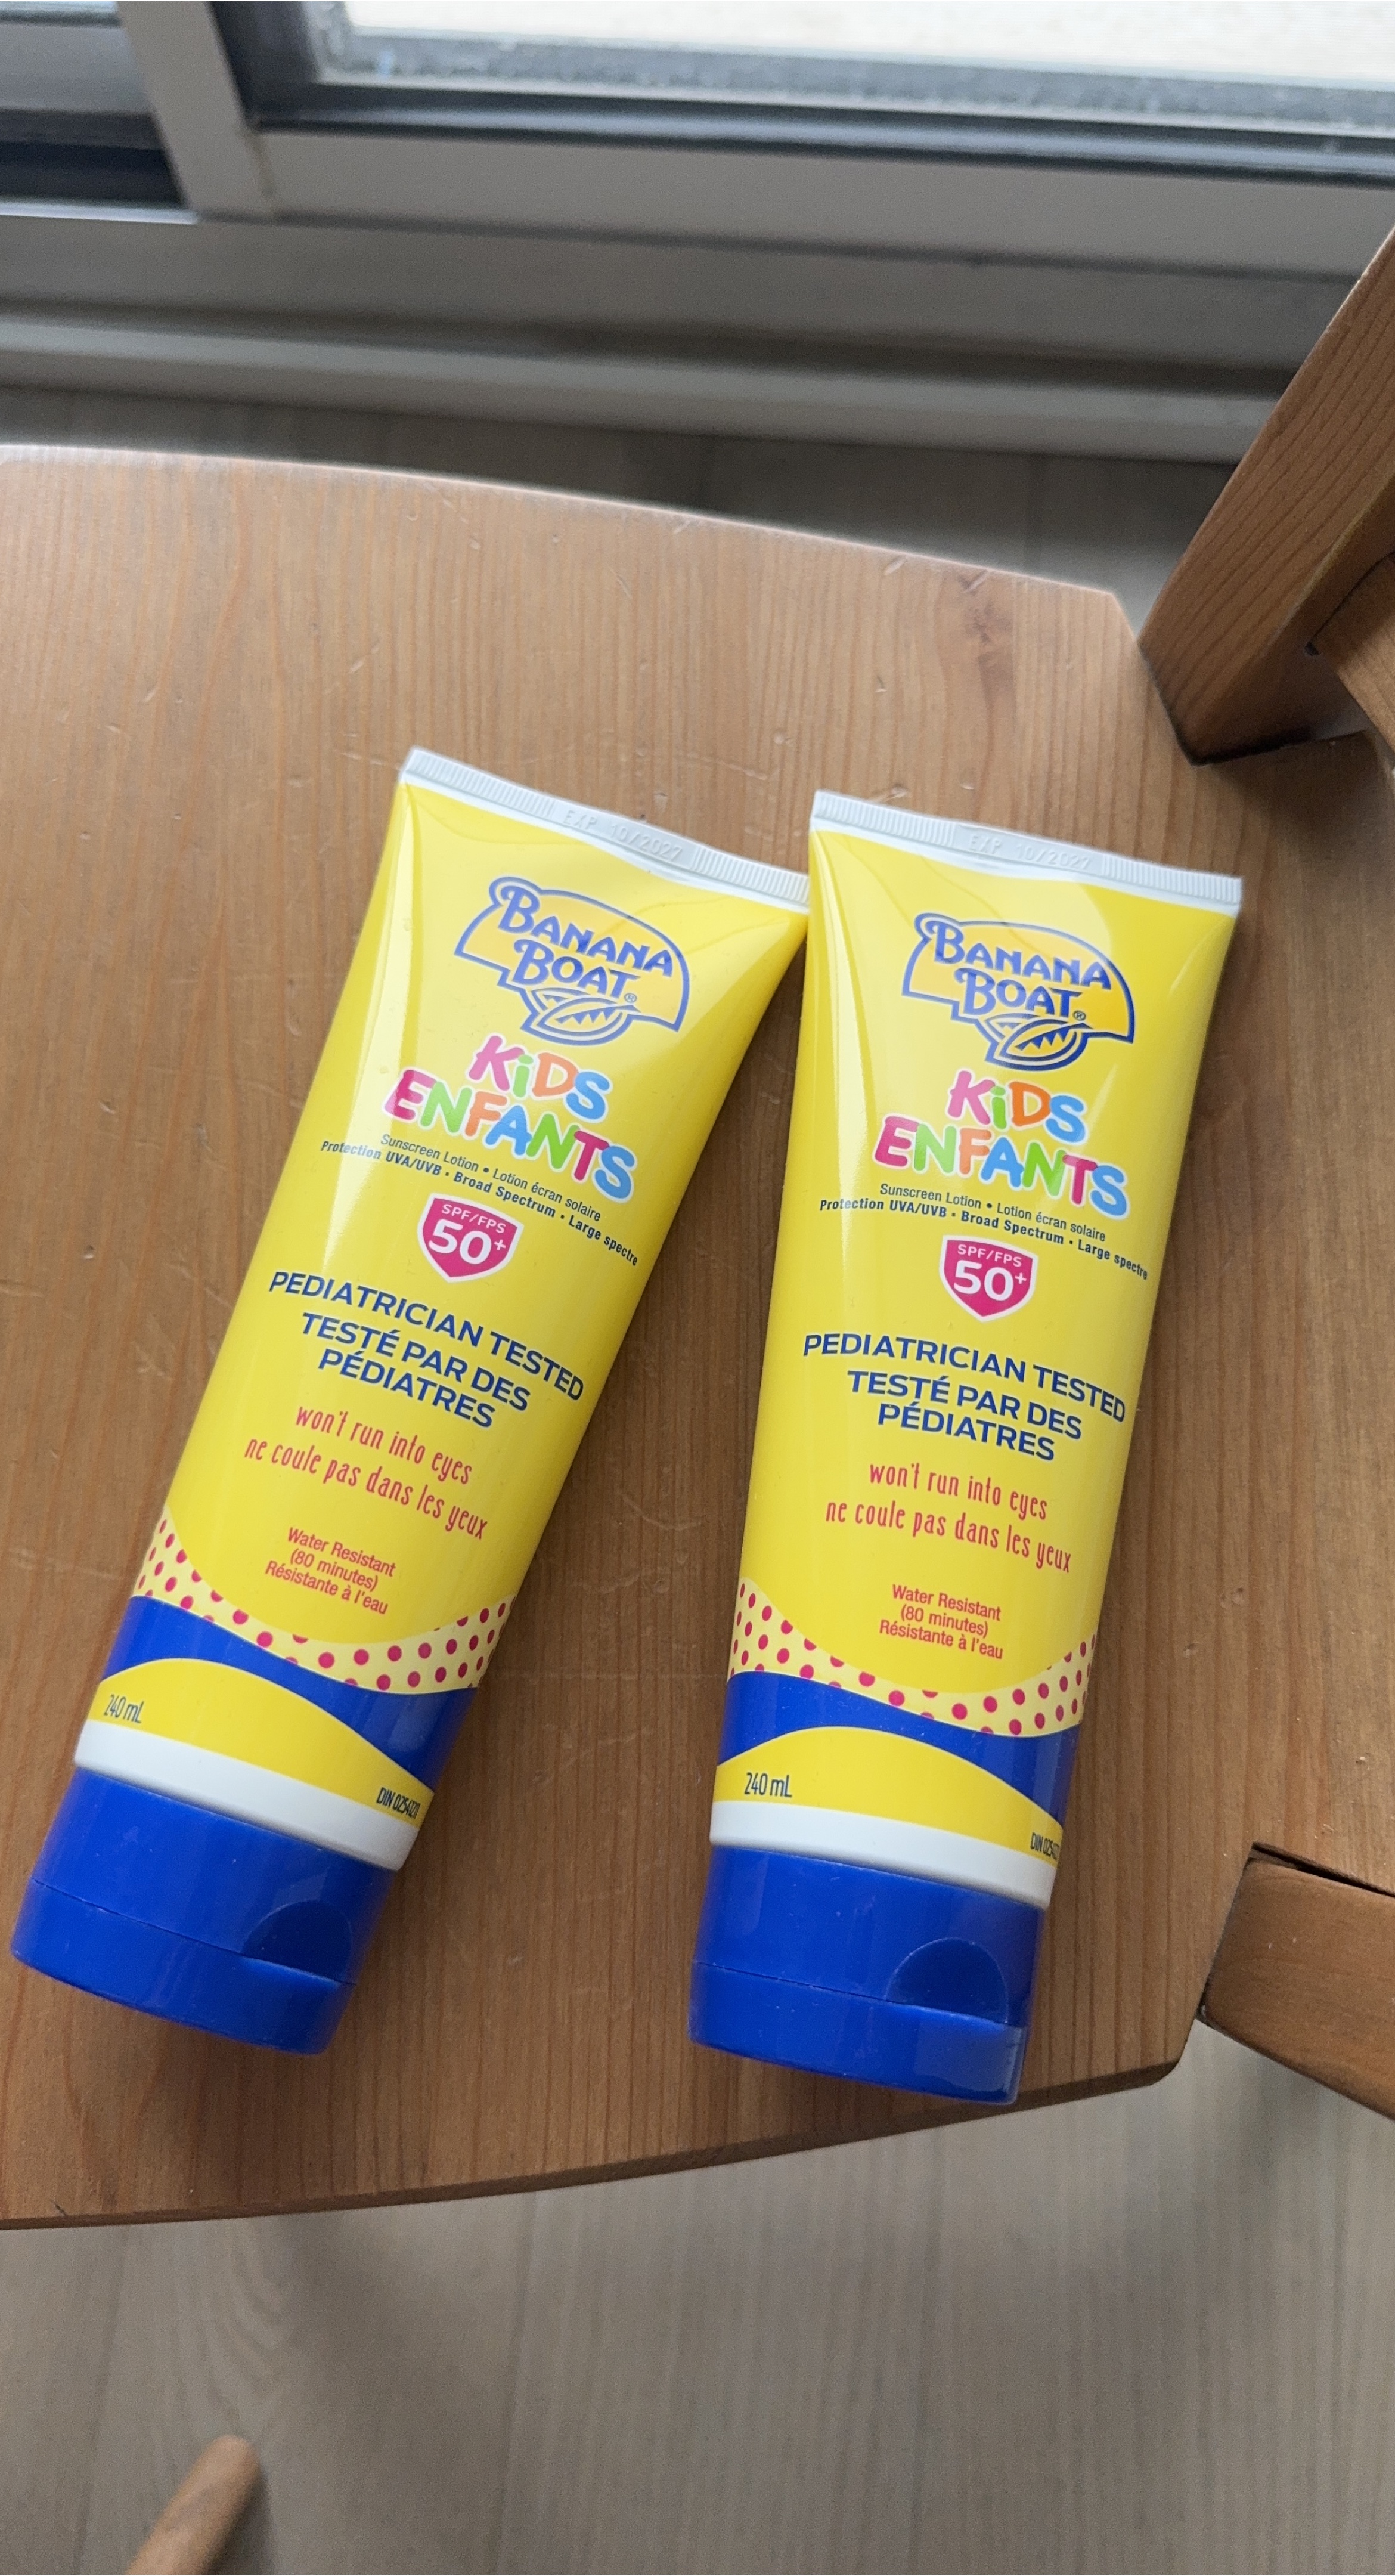 EXP 10/2027
BANANA
BOAT®
KIDS
ENFANTS
Sunscreen Lotion • Lotion écran solaire
Protection UVA/UVB • Broad Spectrum • Large spectre
SPF/FPS
50+
PEDIATRICIAN TESTED
TESTÉ PAR DES
PÉDIATRES
won't run into eyes
ne coule pas dans les yeux
Water Resistant
(80 minutes)
Résistante à l'eau
240 mL
DIN
EXP 10/2027
BANANA
BOAT®
KIDS
ENFANTS
Sunscreen Lotion • Lotion écran solaire
Protection UVA/UVB • Broad Spectrum • Large spectre
SPF/FPS
50+
PEDIATRICIAN TESTED
TESTÉ PAR DES
PÉDIATRES
won't run into eyes
ne coule pas dans les yeux
Water Resistant
(80 minutes)
Résistante à l'eau
240 mL
DIN